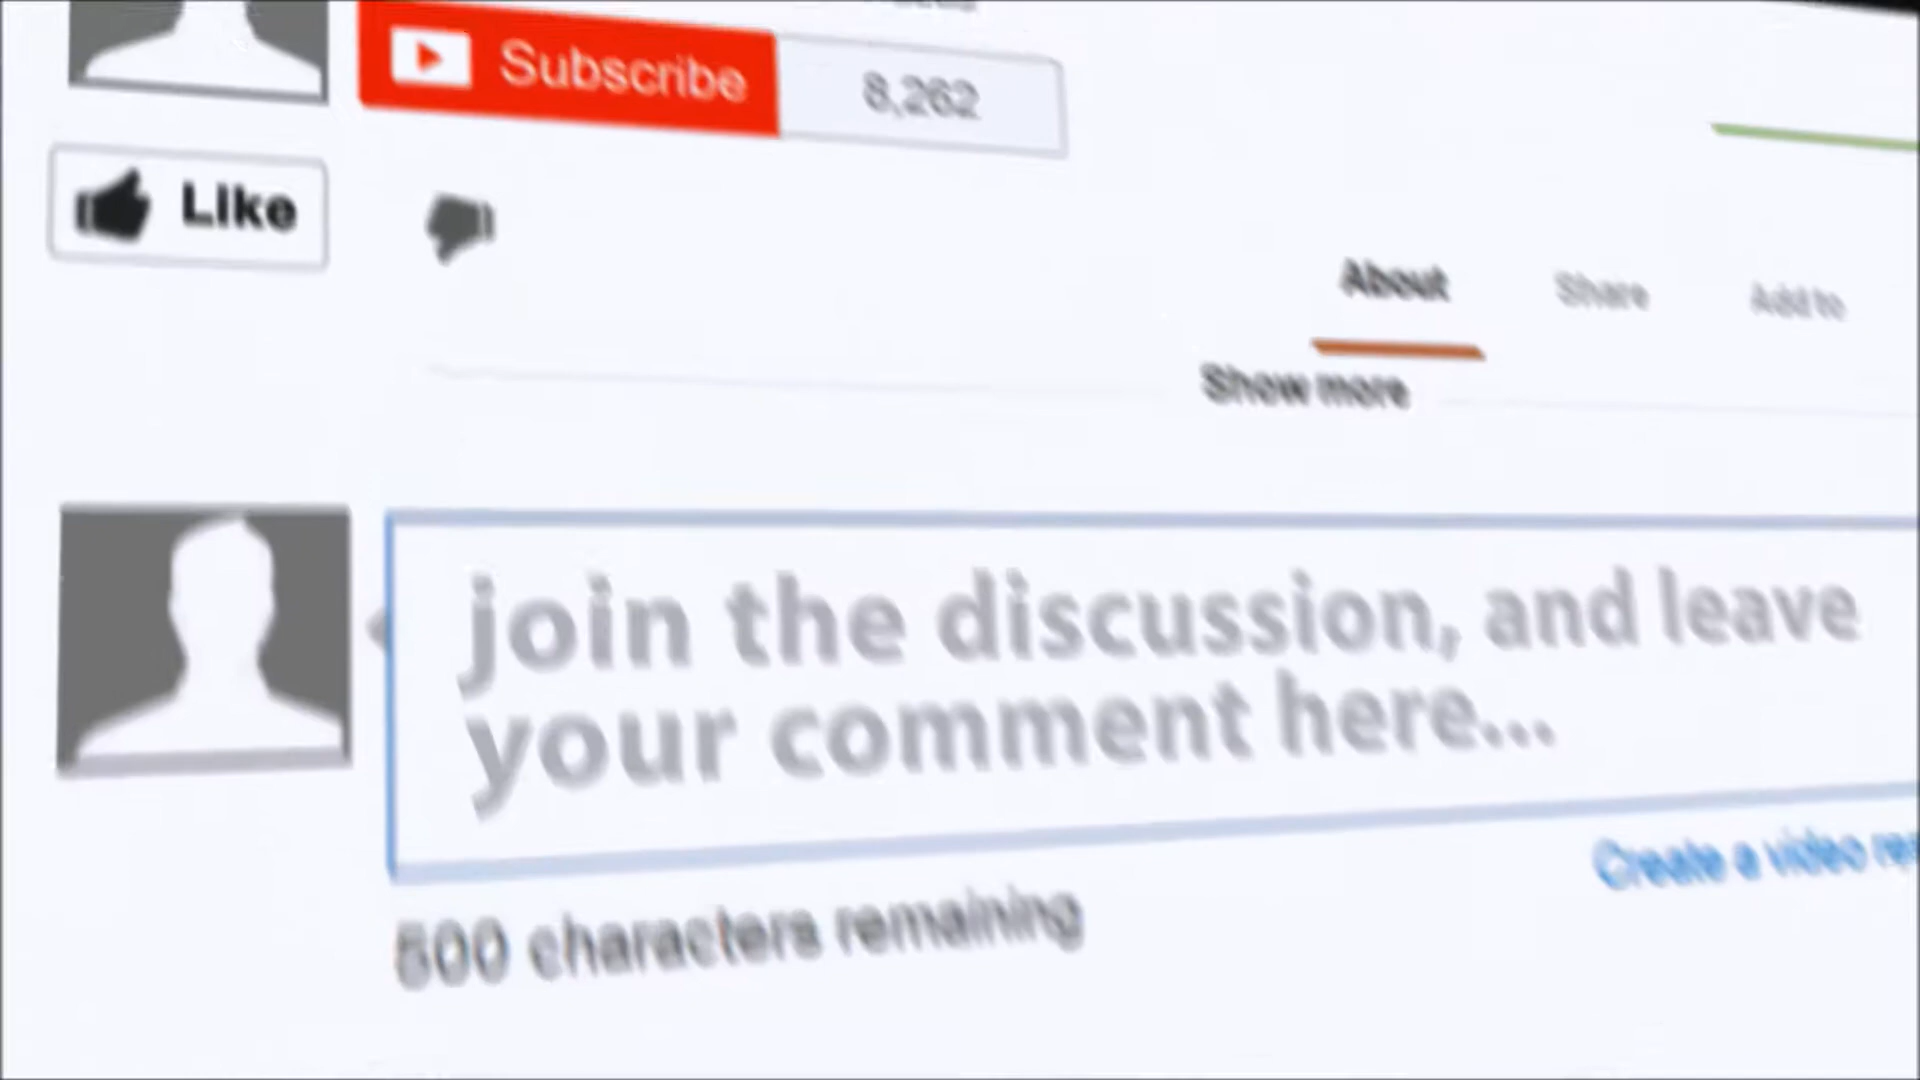 Subscribe 8,262
Like
About Share Add to
Show more
join the discussion, and leave
your comment here...
Create a video
500 characters remaining